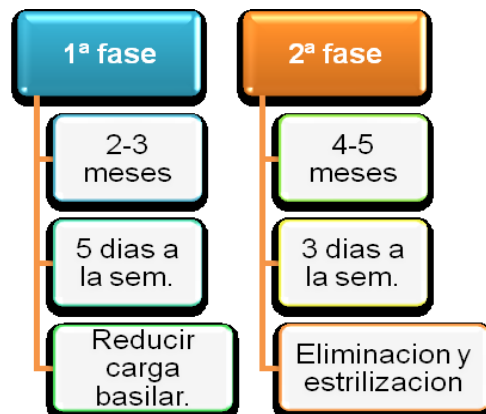 1ª fase
2-3
meses
5 dias a
la sem.
Reducir
carga
basilar.
2ª fase
4-5
meses
3 dias a
la sem.
Eliminacion y
estrilizacion